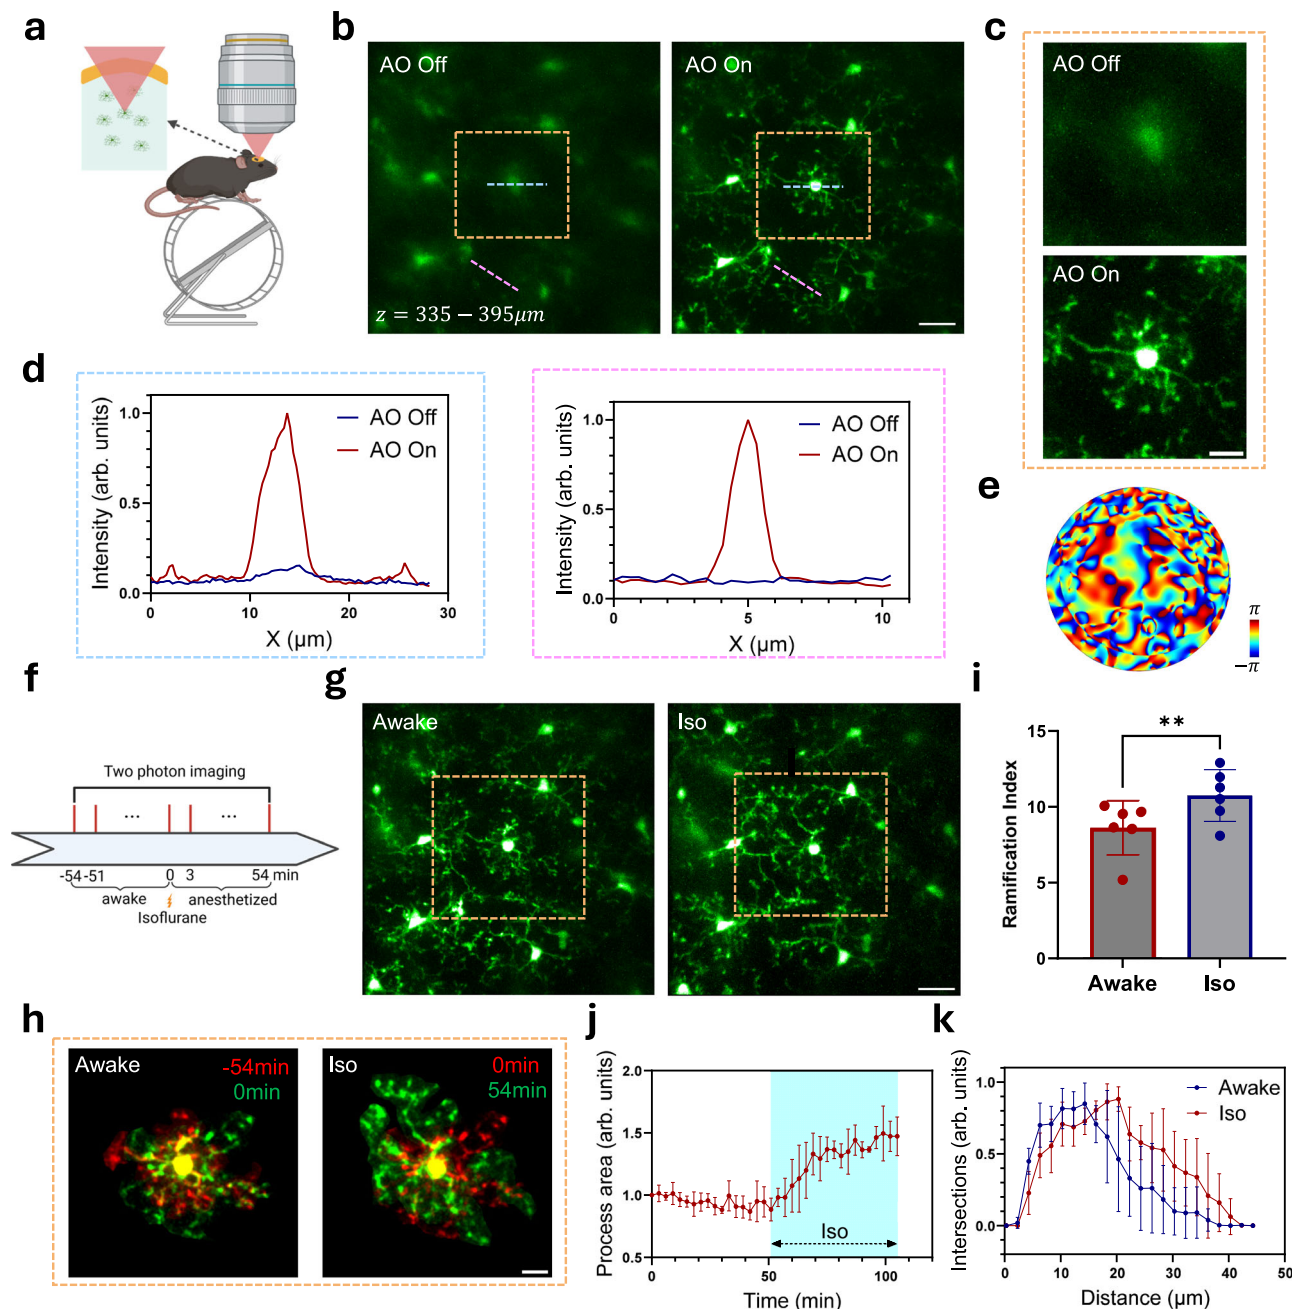 a
b
AO Off
z = 335 − 395μm
AO On
c
AO Off
AO On
d
Intensity (arb. units)
1.0
0.5
0.0
0
10
20
30
X (μm)
AO Off
AO On
Intensity (arb. units)
1.0
0.5
0.0
0
5
10
X (μm)
AO Off
AO On
e
π
−π
f
Two photon imaging
... ...
-54 -51 0 3 54 min
awake anesthetized
Isoflurane
g
Awake
Iso
i
Ramification Index
15
10
5
0
**
Awake Iso
h
Awake
-54min
0min
Iso
0min
54min
j
Process area (arb. units)
2.0
1.5
1.0
0.5
Iso
0 50 100
Time (min)
k
Intersections (arb. units)
1.0
0.5
0.0
Awake
Iso
0 10 20 30 40 50
Distance (μm)